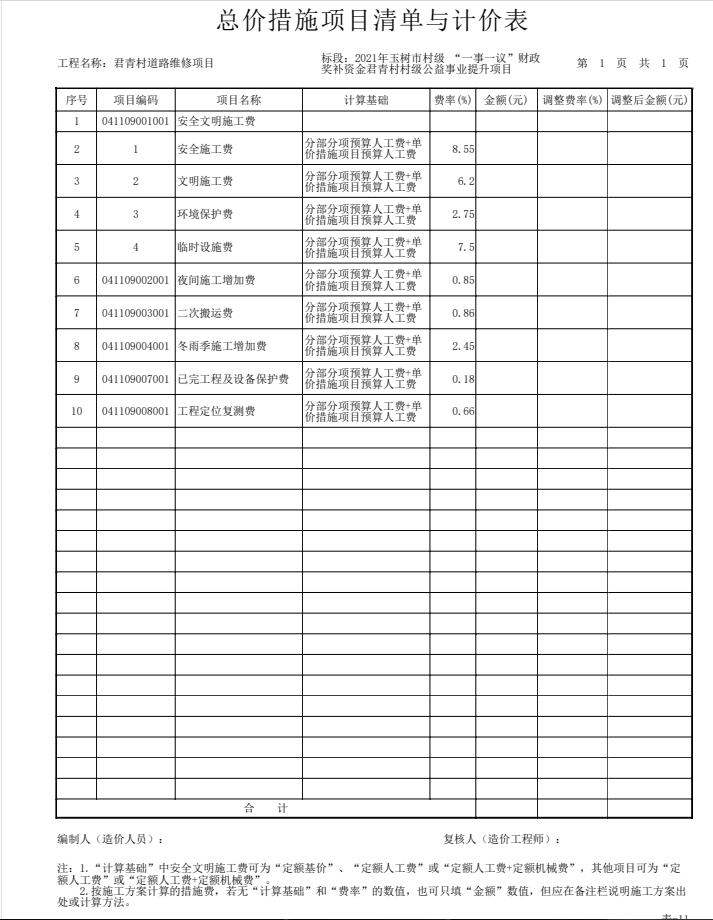 总价措施项目清单与计价表
工程名称：君青村道路维修项目
标段：2021年玉树市村级 “一事一议”财政
奖补资金君青村村级公益事业提升项目
第 1 页 共 1 页
序号 项目编码 项目名称 计算基础 费率(%) 金额(元) 调整费率(%) 调整后金额(元)
1 041109001001 安全文明施工费
2 1 安全施工费 分部分项预算人工费+单
价措施项目预算人工费 8.55
3 2 文明施工费 分部分项预算人工费+单
价措施项目预算人工费 6.2
4 3 环境保护费 分部分项预算人工费+单
价措施项目预算人工费 2.75
5 4 临时设施费 分部分项预算人工费+单
价措施项目预算人工费 7.5
6 041109002001 夜间施工增加费 分部分项预算人工费+单
价措施项目预算人工费 0.85
7 041109003001 二次搬运费 分部分项预算人工费+单
价措施项目预算人工费 0.86
8 041109004001 冬雨季施工增加费 分部分项预算人工费+单
价措施项目预算人工费 2.45
9 041109007001 已完工程及设备保护费 分部分项预算人工费+单
价措施项目预算人工费 0.18
10 041109008001 工程定位复测费 分部分项预算人工费+单
价措施项目预算人工费 0.66
合 计
编制人（造价人员）： 复核人（造价工程师）：
注：1.“计算基础”中安全文明施工费可为“定额基价”、“定额人工费”或“定额人工费+定额机械费”，其他项目可为“定
额人工费”或“定额人工费+定额机械费”。
2.按施工方案计算的措施费，若无“计算基础”和“费率”的数值，也可只填“金额”数值，但应在备注栏说明施工方案出
处或计算方法。
表-11